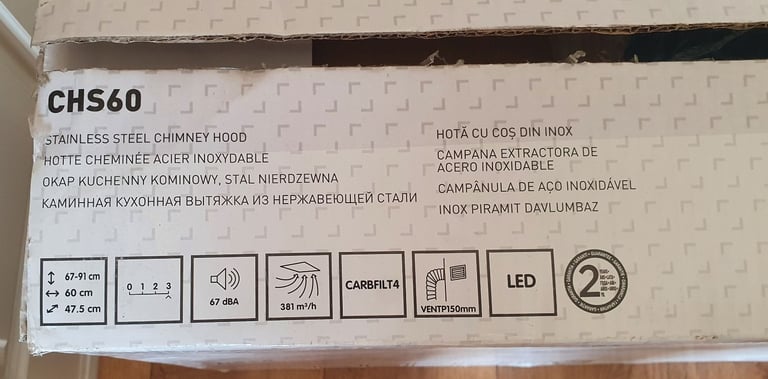 CHS60
STAINLESS STEEL CHIMNEY HOOD
HOTTE CHEMINÉE ACIER INOXYDABLE
OKAP KUCHENNY KOMINOWY, STAL NIERDZEWNA
КАМИННАЯ КУХОННАЯ ВЫТЯЖКА ИЗ НЕРЖАВЕЮЩЕЙ СТАЛИ
HOTĂ CU COȘ DIN INOX
CAMPANA EXTRACTORA DE
ACERO INOXIDABLE
CAMPÂNULA DE AÇO INOXIDÁVEL
INOX PIRAMIT DAVLUMBAZ
67-91 cm
60 cm
47.5 cm
0 1 2 3
67 dBA
381 m³/h
CARBFILT4
VENTP150mm
LED
2